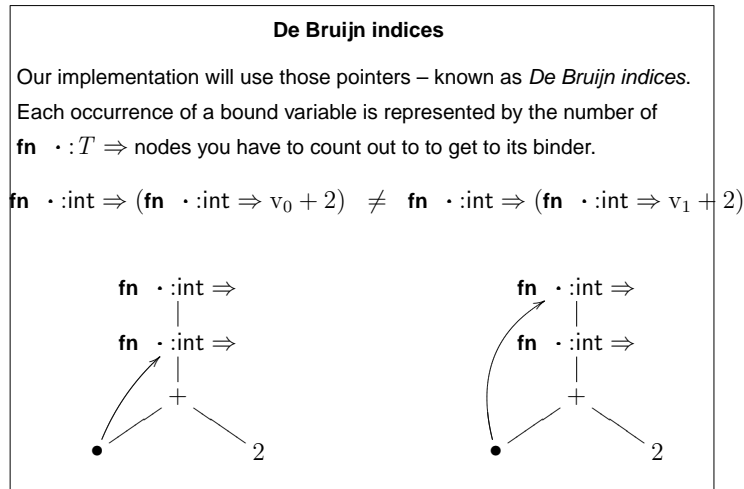 De Bruijn indices
Our implementation will use those pointers – known as De Bruijn indices.
Each occurrence of a bound variable is represented by the number of
fn · : T ⇒ nodes you have to count out to to get to its binder.
fn · :int ⇒ (fn · :int ⇒ v₀ + 2) ≠ fn · :int ⇒ (fn · :int ⇒ v₁ + 2)
fn · :int ⇒ fn · :int ⇒
fn · :int ⇒ fn · :int ⇒
+ +
• 2 • 2